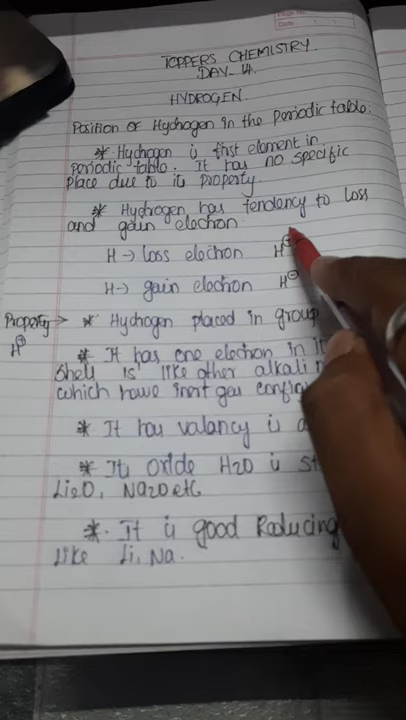 TOPPERS CHEMISTRY
DAY-14.
HYDROGEN
Position of Hydrogen in the periodic table:
* Hydrogen is first element in
periodic table. It has no specific
place due to its property
* Hydrogen has tendency to loss
and gain electron
H -> loss electron H⊕
H -> gain electron H⊖
Property -> * Hydrogen placed in group
H⊕
* It has one electron in
shell is' like other alkali
which have inert gas
* It has valancy is
* Its oxide H2O is
Li2O, Na2O etc
*. It is good Reducing
like Li, Na.